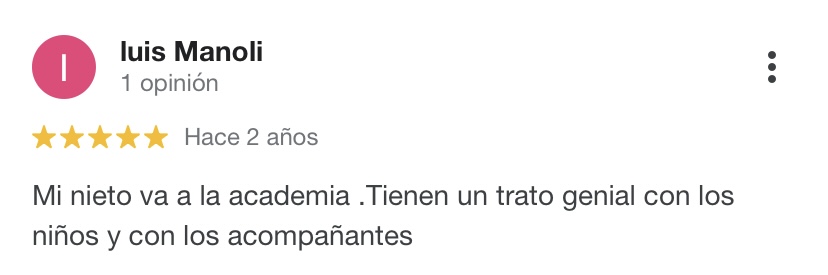 l
luis Manoli
1 opinión
Hace 2 años
Mi nieto va a la academia .Tienen un trato genial con los
niños y con los acompañantes